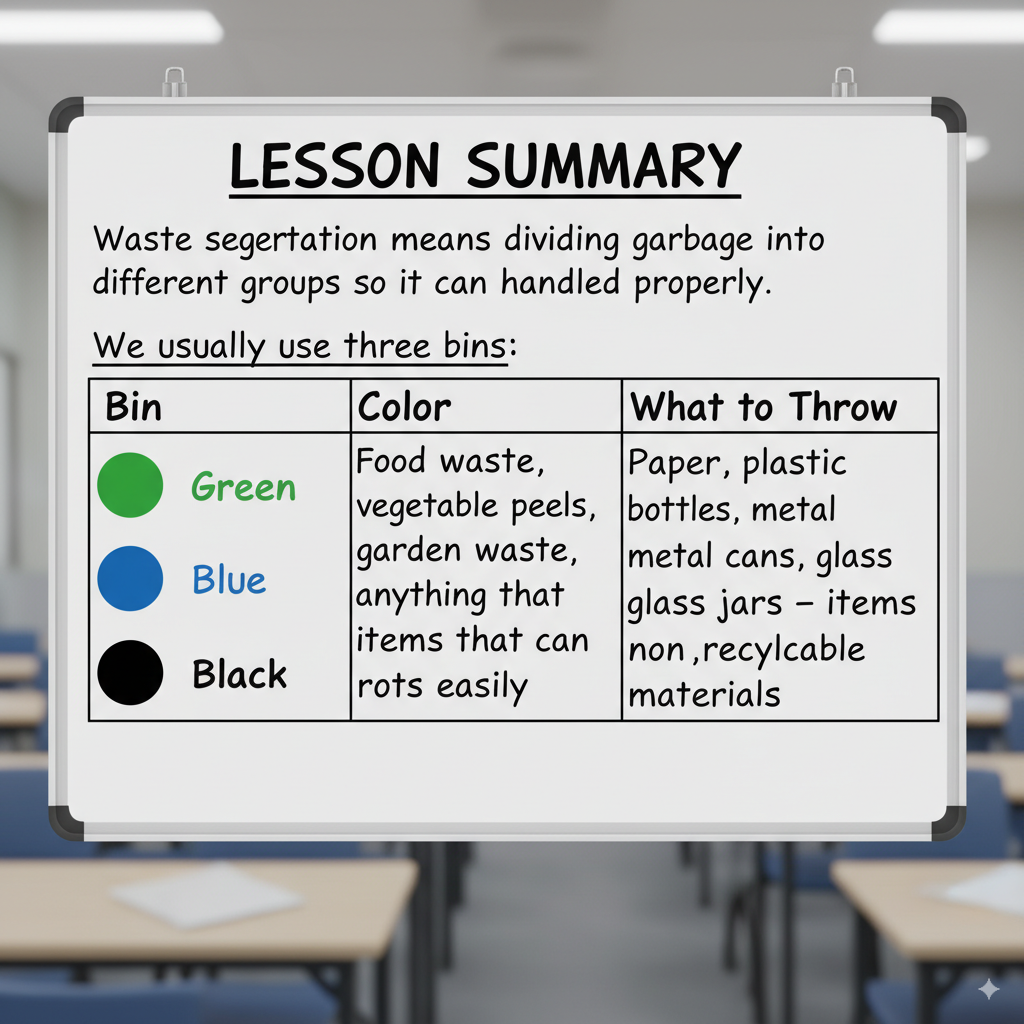 LESSON SUMMARY
Waste segertation means dividing garbage into
different groups so it can handled properly.
We usually use three bins:
Bin
Color
What to Throw
Green
Blue
Black
Food waste,
vegetable peels,
garden waste,
anything that
items that can
rots easily
Paper, plastic
bottles, metal
metal cans, glass
glass jars – items
non ,recylcable
materials